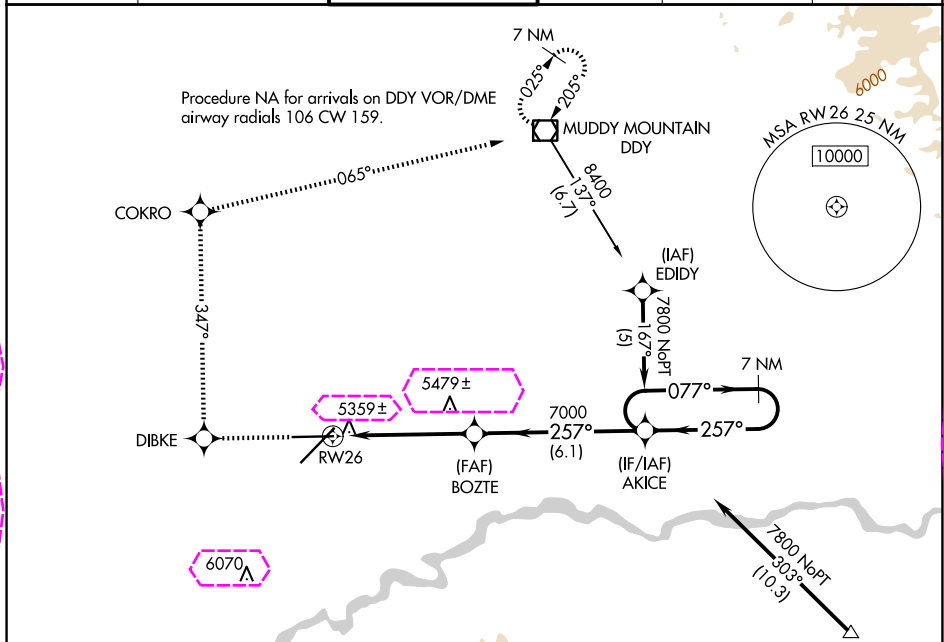 7 NM
025°
205°
Procedure NA for arrivals on DDY VOR/DME
airway radials 106 CW 159.
MUDDY MOUNTAIN
DDY
6000
MSA RW26 25 NM
10000
065°
8400
137°
(6.7)
COKRO
(IAF)
EDIDY
347°
7800 NoPT
167°
(5)
7 NM
077°
5479±
5359±
7000
257°
(6.1)
257°
DIBKE
RW26
(FAF)
BOZTE
(IF/IAF)
AKICE
7800 NoPT
303°
(10.3)
6070